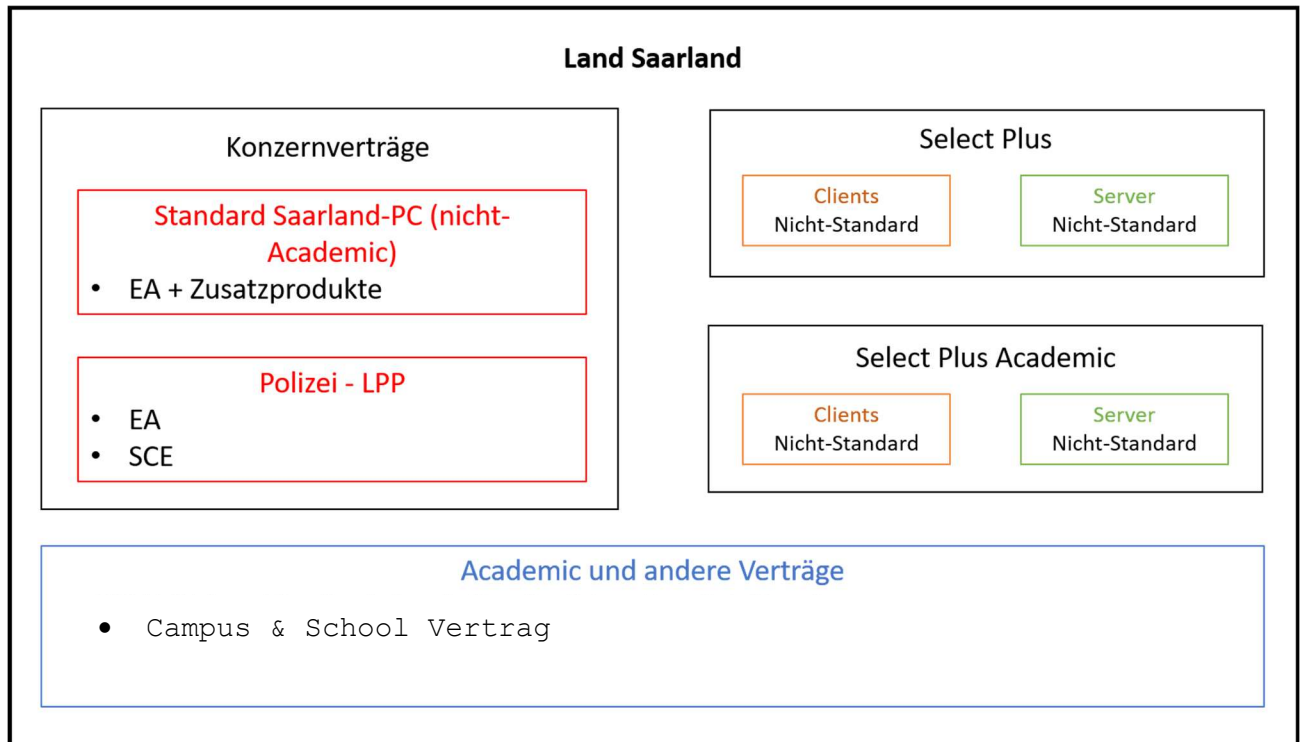 Land Saarland
Konzernverträge
Standard Saarland-PC (nicht-
Academic)
• EA + Zusatzprodukte
Polizei - LPP
• EA
• SCE
Select Plus
Clients
Nicht-Standard
Server
Nicht-Standard
Select Plus Academic
Clients
Nicht-Standard
Server
Nicht-Standard
Academic und andere Verträge
• Campus & School Vertrag